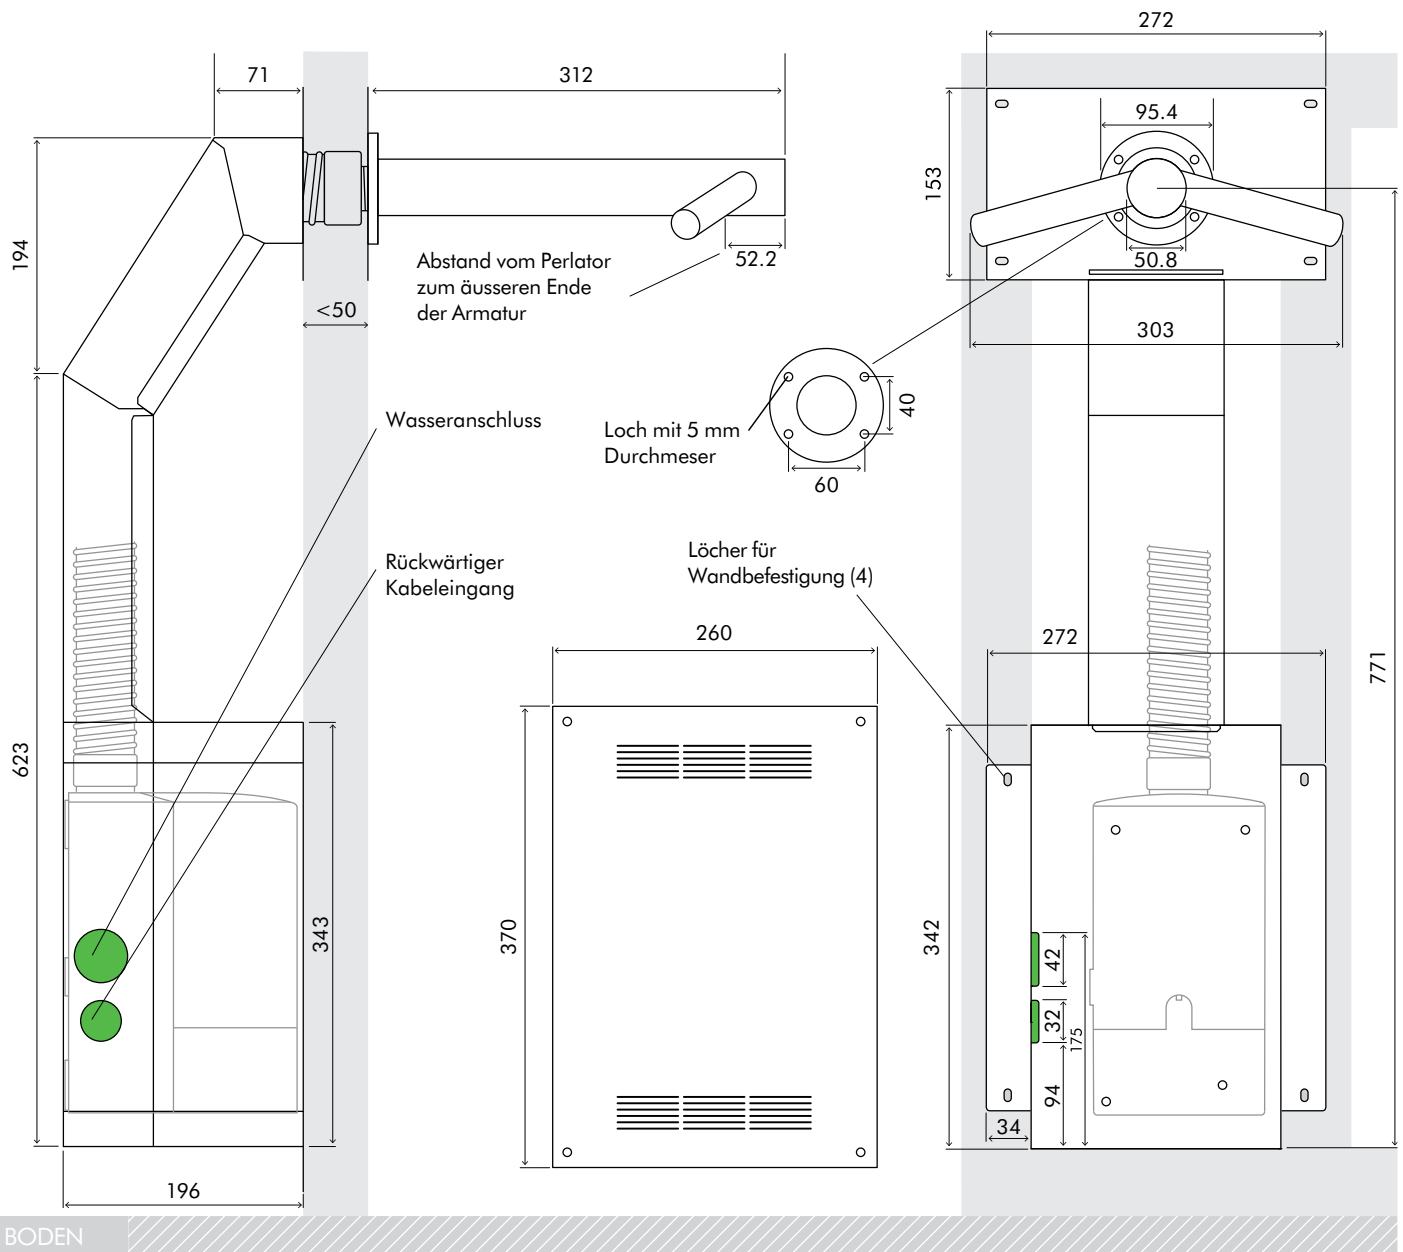 272
71
312
95.4
153
194
Abstand vom Perlator
zum äusseren Ende
der Armatur
52.2
50.8
<50
303
40
Wasseranschluss
Loch mit 5 mm
Durchmeser
60
Löcher für
Wandbefestigung (4)
Rückwärtiger
Kabeleingang
260
272
771
623
343
370
342
42
32
175
94
34
196
BODEN